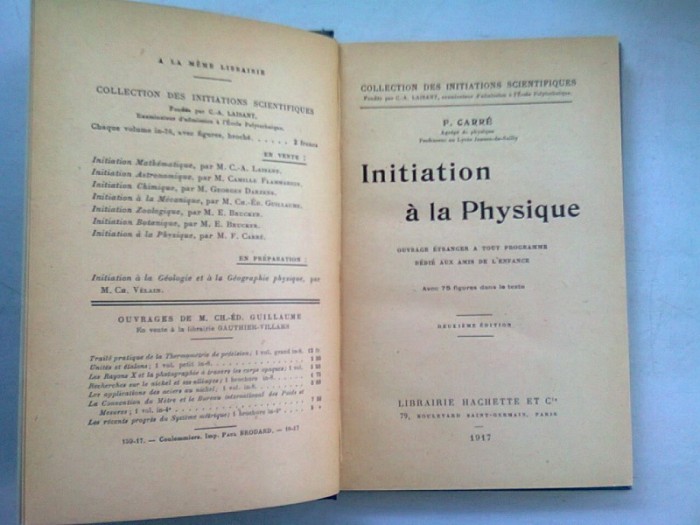 A LA MÊME LIBRAIRIE
COLLECTION DES INITIATIONS SCIENTIFIQUES
Fondée par C.-A. LAISANT,
Examinateur d'admission à l'École Polytechnique.
Chaque volume in-16, avec figures, broché. . . . . . 2 francs
EN VENTE :
Initiation Mathématique, par M. C.-A. LAISANT.
Initiation Astronomique, par M. CAMILLE FLAMMARION.
Initiation Chimique, par M. GEORGES DARZENS.
Initiation à la Mécanique, par M. CH.-ÉD. GUILLAUME.
Initiation Zoologique, par M. E. BRUCKER.
Initiation Botanique, par M. E. BRUCKER.
Initiation à la Physique, par M. F. CARRÉ.
EN PRÉPARATION :
Initiation à la Géologie et à la Géographie physique, par
M. CH. VÉLAIN.
OUVRAGES DE M. CH.-ÉD. GUILLAUME
En vente à la librairie GAUTHIER-VILLARS
Traité pratique de la Thermométrie de précision; 1 vol. grand in-8.
Unités et étalons; 1 vol. petit in-8.
Les Rayons X et la photographie à travers les corps opaques; 1 vol.
Recherches sur le nickel et ses alliages; 1 brochure in-8.
Les applications des aciers au nickel; 1 vol. in-8.
La Convention du Mètre et le Bureau international des Poids et
Mesures; 1 vol. in-4°
Les récents progrès du Système métrique; 1 brochure in-4°
150-17. — Coulommiers. Imp. PAUL BRODARD. — 10-17
COLLECTION DES INITIATIONS SCIENTIFIQUES
Fondée par C.-A. LAISANT, examinateur d'admission à l'École Polytechnique.
F. CARRÉ
Agrégé de physique
Professeur au Lycée Janson-de-Sailly
Initiation
à la Physique
OUVRAGE ÉTRANGER A TOUT PROGRAMME
DÉDIÉ AUX AMIS DE L'ENFANCE
Avec 75 figures dans le texte
DEUXIÈME ÉDITION
LIBRAIRIE HACHETTE ET Cie
79, BOULEVARD SAINT-GERMAIN, PARIS
1917